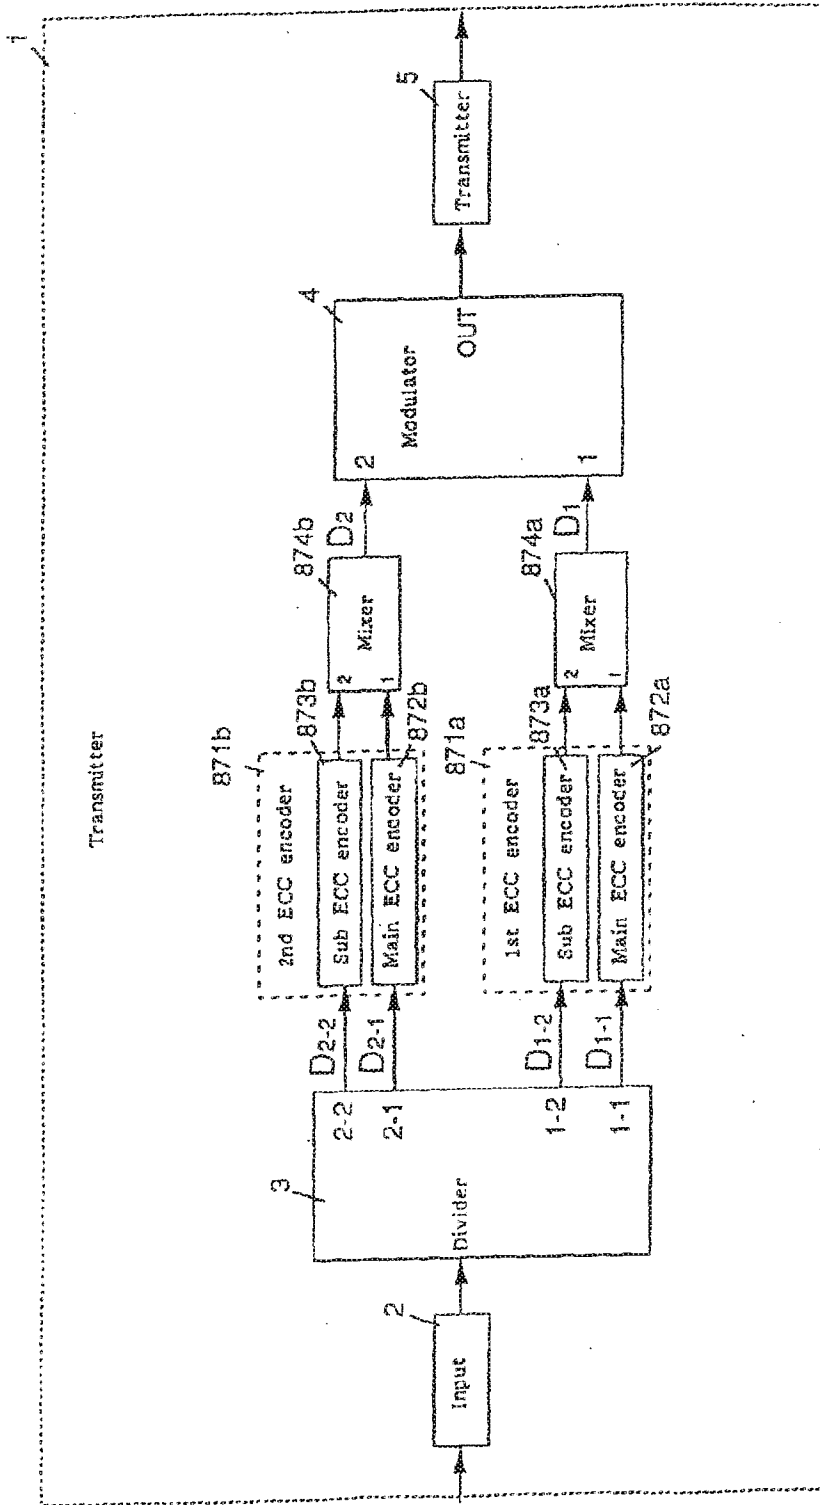 1
Transmitter
Input
2
Divider
3
2-2
2-1
1-2
1-1
D2-2
D2-1
D1-2
D1-1
871b
2nd ECC encoder
Sub ECC encoder
873b
Main ECC encoder
872b
871a
1st ECC encoder
Sub ECC encoder
873a
Main ECC encoder
872a
874b
Mixer
2
1
D2
874a
Mixer
2
1
D1
4
Modulator
2
1
OUT
5
Transmitter